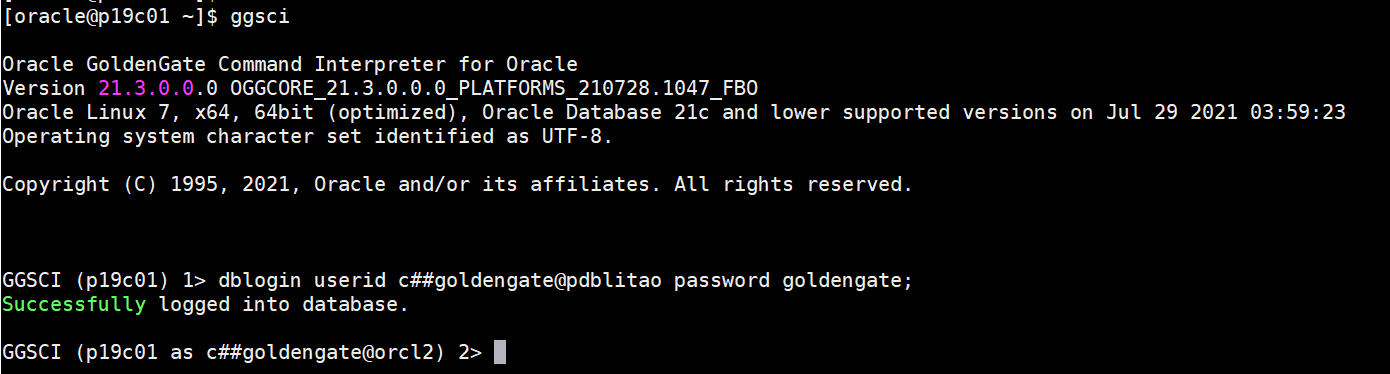 [oracle@p19c01 ~]$ ggsci
Oracle GoldenGate Command Interpreter for Oracle
Version 21.3.0.0.0 OGGCORE_21.3.0.0.0_PLATFORMS_210728.1047_FBO
Oracle Linux 7, x64, 64bit (optimized), Oracle Database 21c and lower supported versions on Jul 29 2021 03:59:23
Operating system character set identified as UTF-8.
Copyright (C) 1995, 2021, Oracle and/or its affiliates. All rights reserved.
GGSCI (p19c01) 1> dblogin userid c##goldengate@pdblitao password goldengate;
Successfully logged into database.
GGSCI (p19c01 as c##goldengate@orcl2) 2>